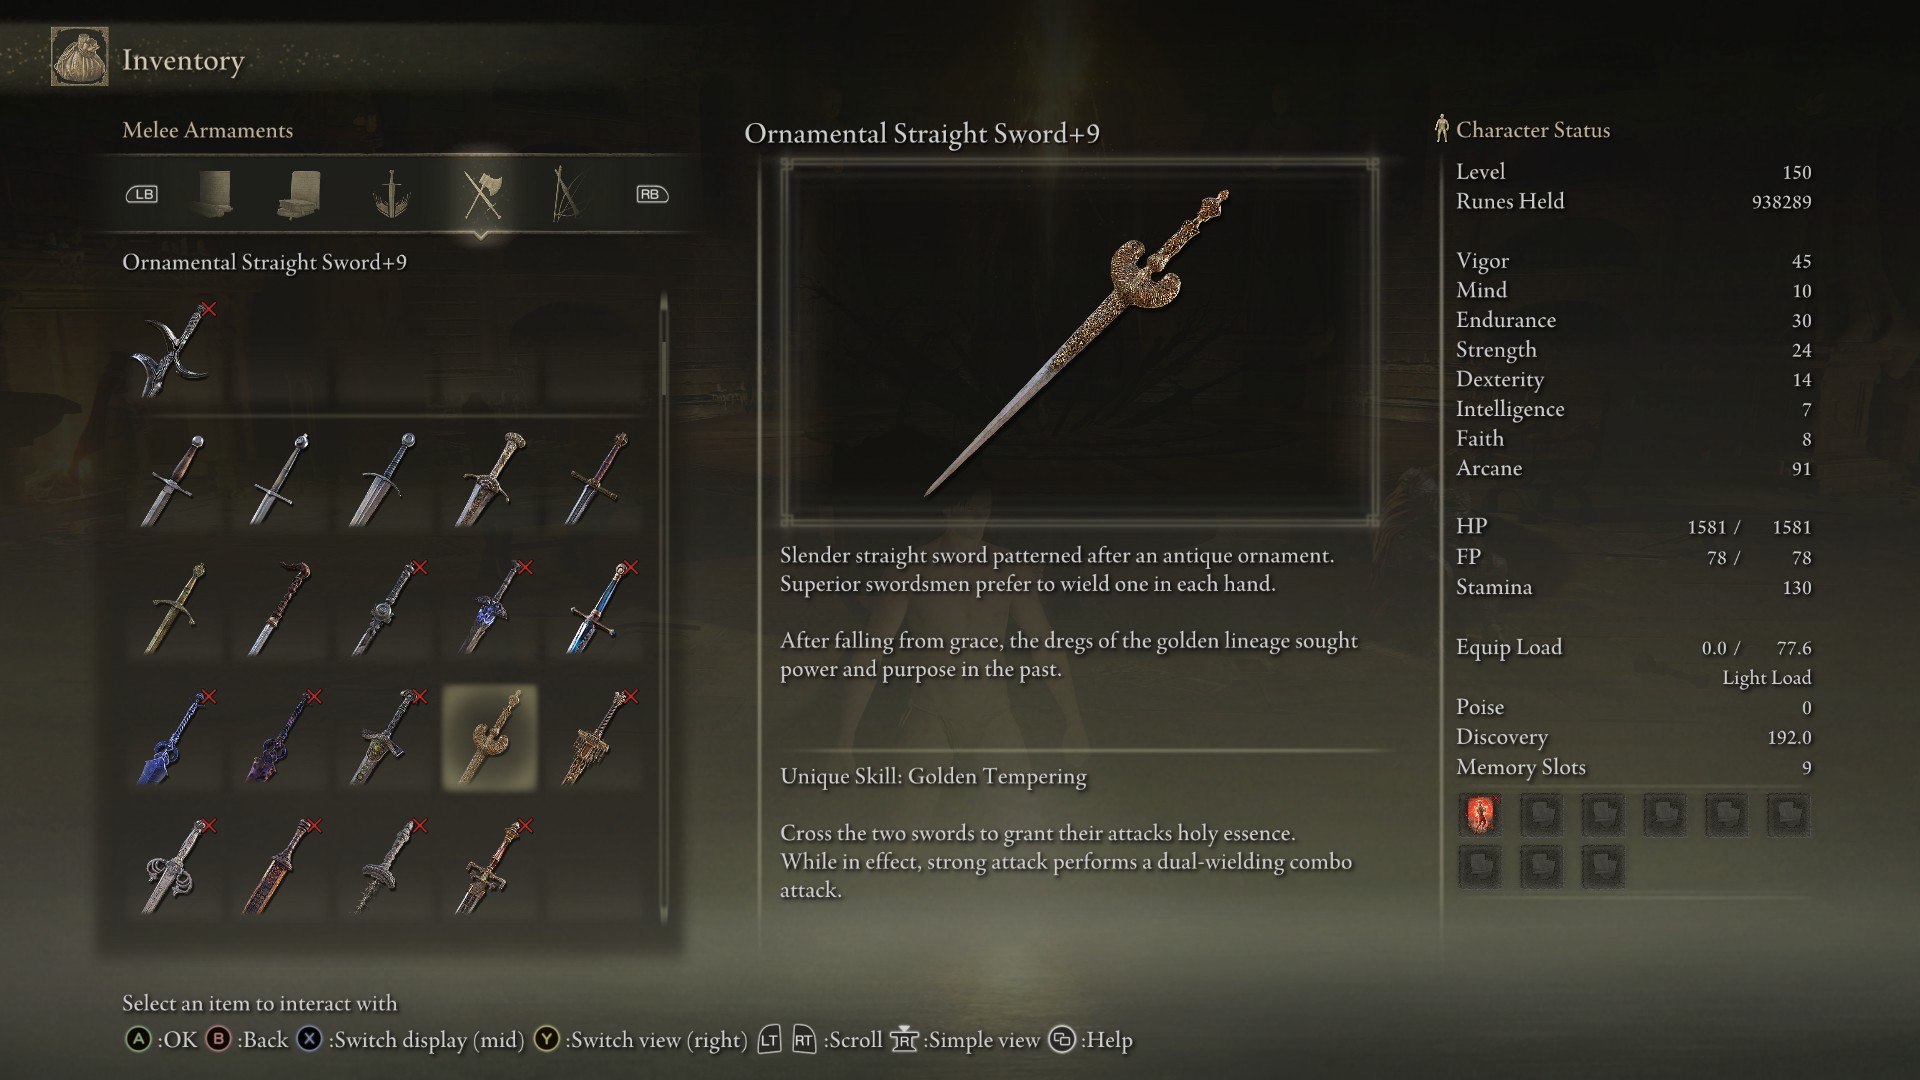 Inventory
Melee Armaments
LB
RB
Ornamental Straight Sword+9
Ornamental Straight Sword+9
Slender straight sword patterned after an antique ornament.
Superior swordsmen prefer to wield one in each hand.
After falling from grace, the dregs of the golden lineage sought
power and purpose in the past.
Unique Skill: Golden Tempering
Cross the two swords to grant their attacks holy essence.
While in effect, strong attack performs a dual-wielding combo
attack.
Character Status
Level 150
Runes Held 938289
Vigor 45
Mind 10
Endurance 30
Strength 24
Dexterity 14
Intelligence 7
Faith 8
Arcane 91
HP 1581 / 1581
FP 78 / 78
Stamina 130
Equip Load 0.0 / 77.6
Light Load
Poise 0
Discovery 192.0
Memory Slots 9
Select an item to interact with
A :OK B :Back X :Switch display (mid) Y :Switch view (right) LT RT :Scroll R :Simple view :Help